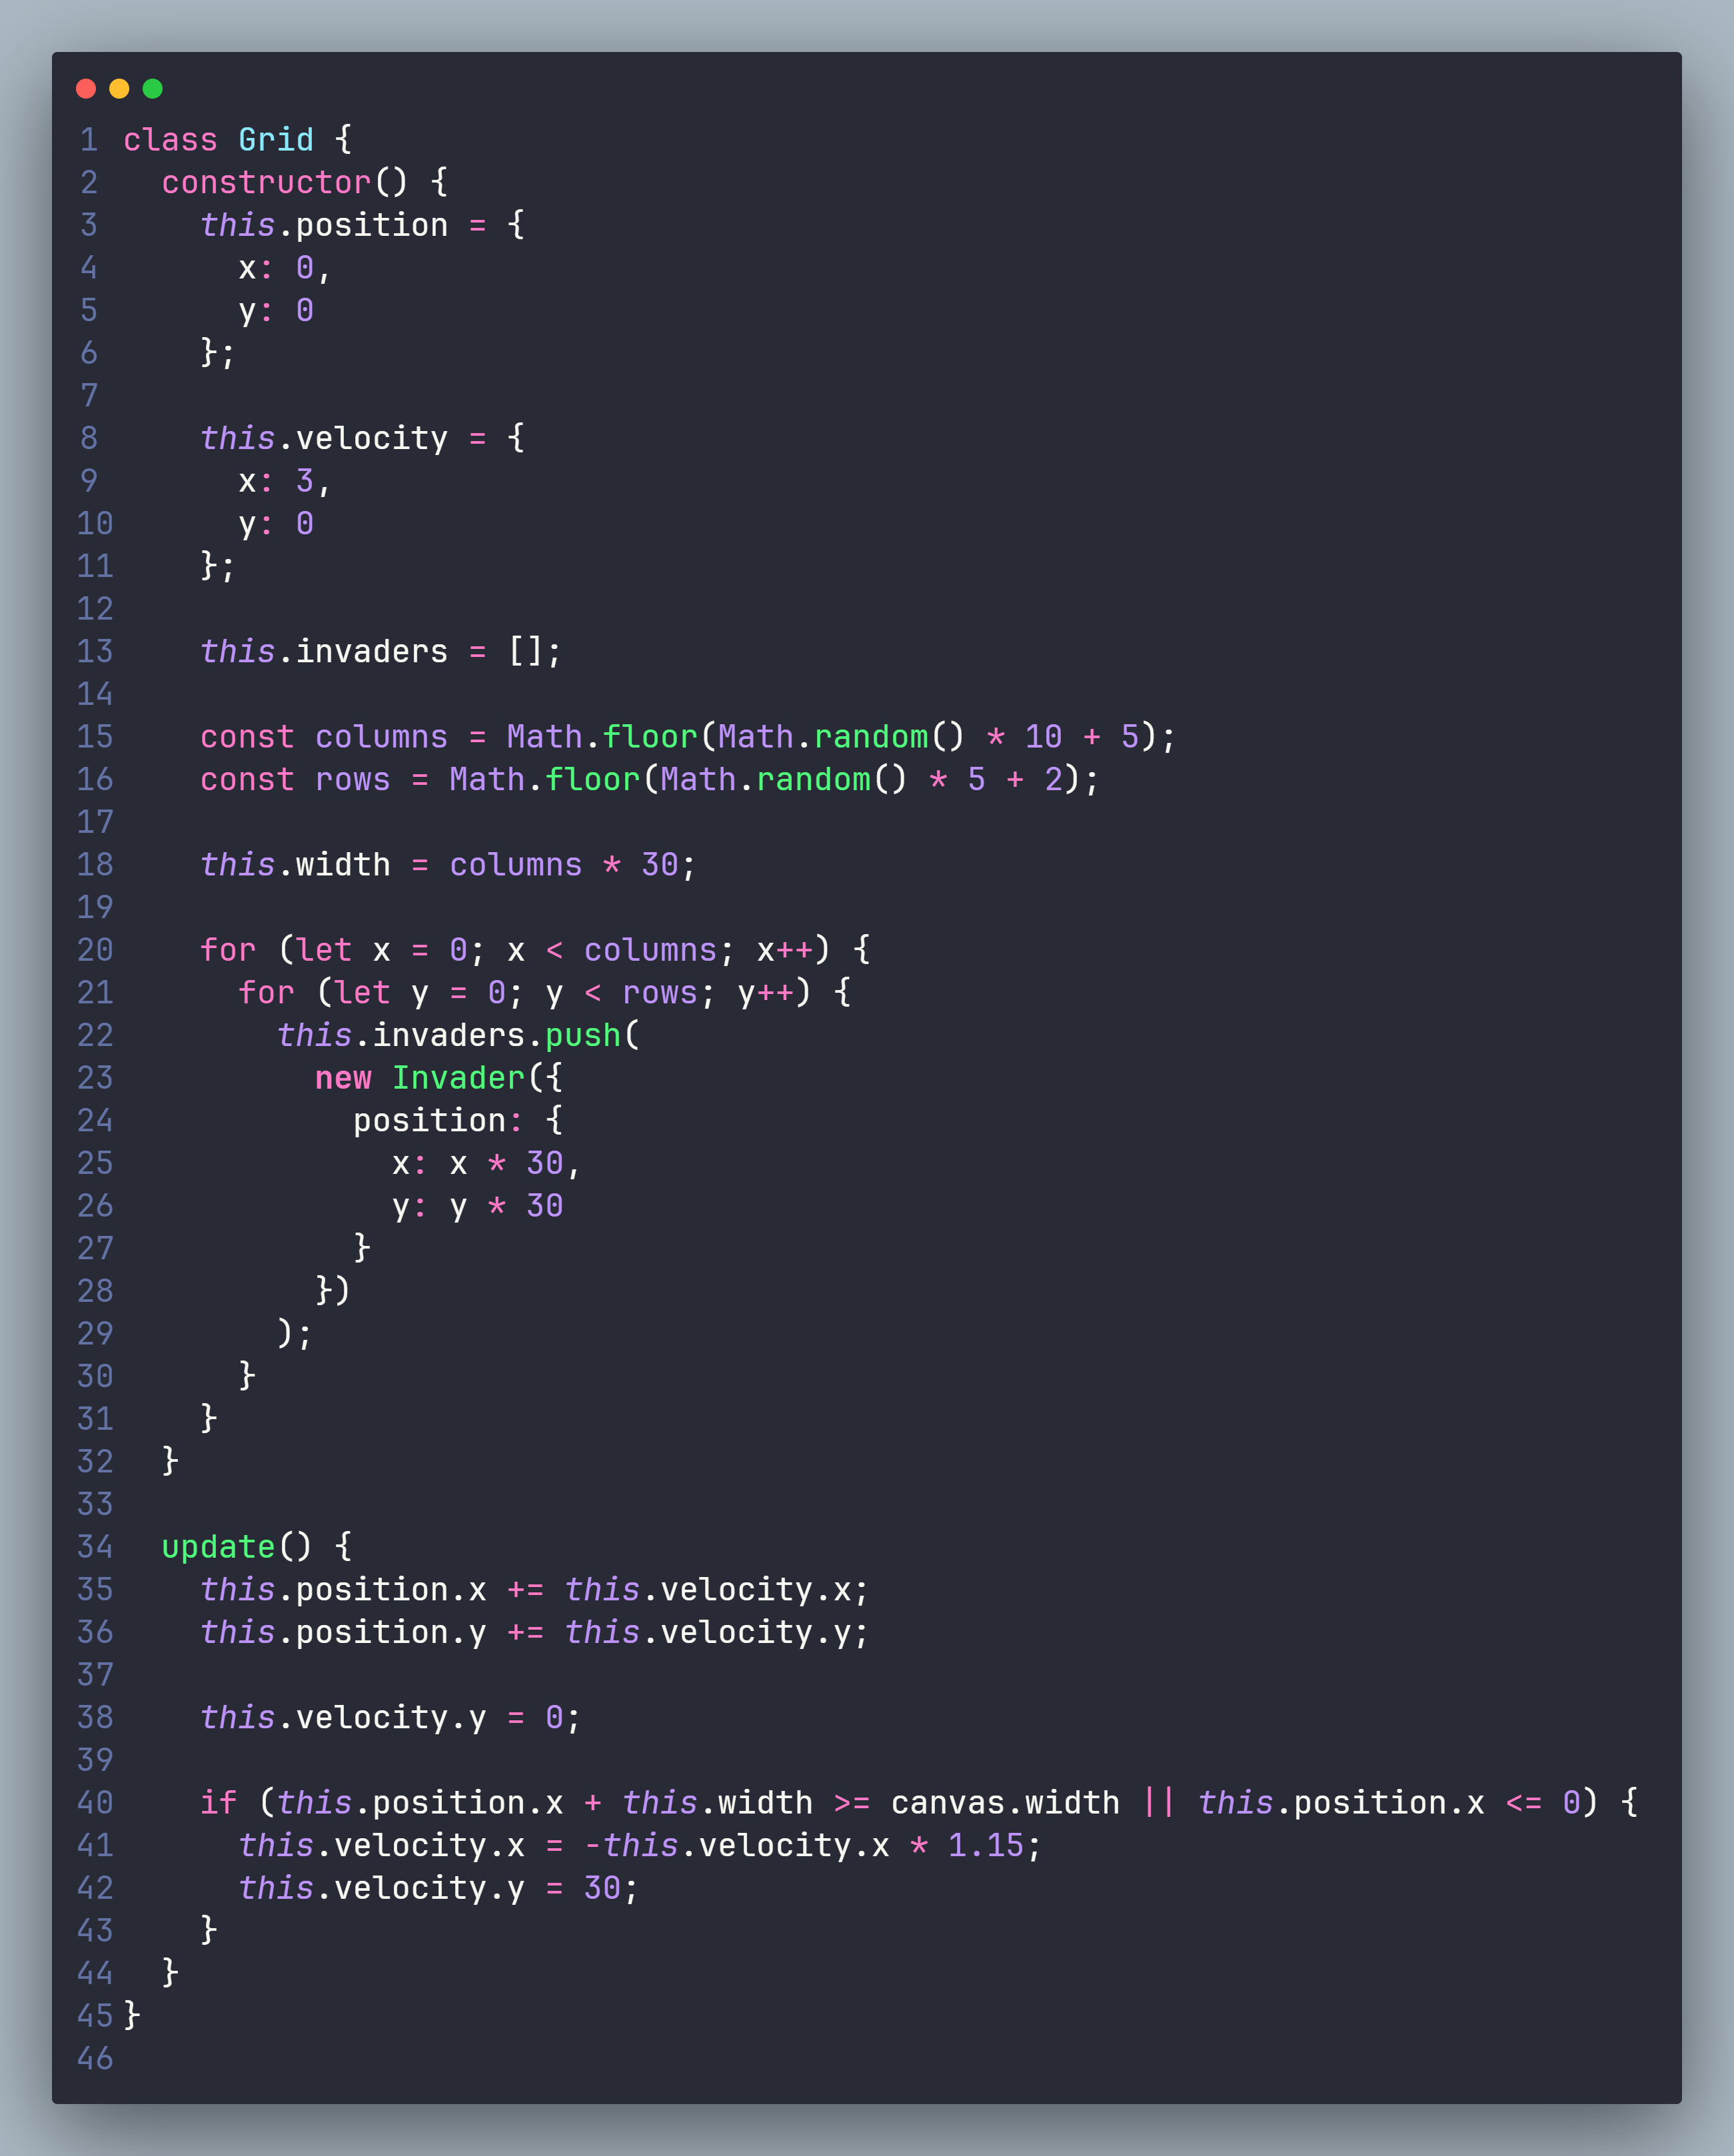 1 class Grid {
2   constructor() {
3     this.position = {
4       x: 0,
5       y: 0
6     };
7
8     this.velocity = {
9       x: 3,
10       y: 0
11     };
12
13     this.invaders = [];
14
15     const columns = Math.floor(Math.random() * 10 + 5);
16     const rows = Math.floor(Math.random() * 5 + 2);
17
18     this.width = columns * 30;
19
20     for (let x = 0; x < columns; x++) {
21       for (let y = 0; y < rows; y++) {
22         this.invaders.push(
23           new Invader({
24             position: {
25               x: x * 30,
26               y: y * 30
27             }
28           })
29         );
30       }
31     }
32   }
33
34   update() {
35     this.position.x += this.velocity.x;
36     this.position.y += this.velocity.y;
37
38     this.velocity.y = 0;
39
40     if (this.position.x + this.width >= canvas.width || this.position.x <= 0) {
41       this.velocity.x = -this.velocity.x * 1.15;
42       this.velocity.y = 30;
43     }
44   }
45 }
46